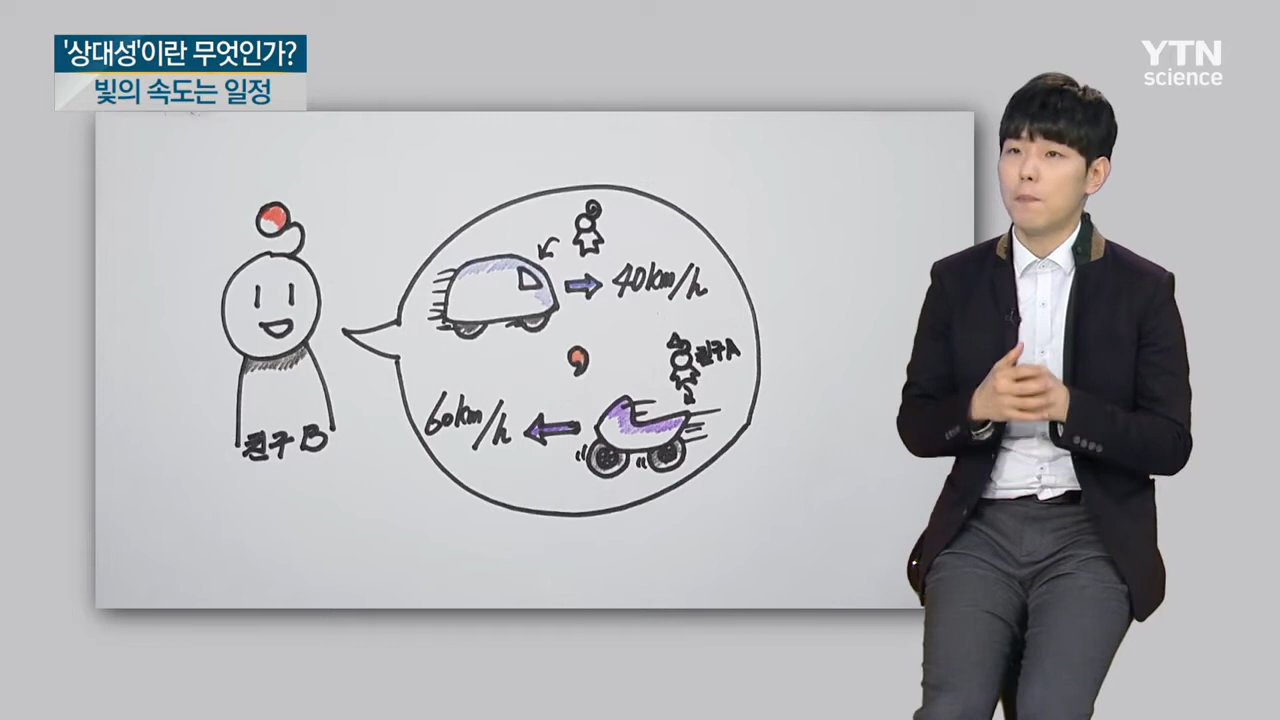 '상대성'이란 무엇인가?
빛의 속도는 일정
YTN
science
40km/h
친구A
60km/h
친구 B